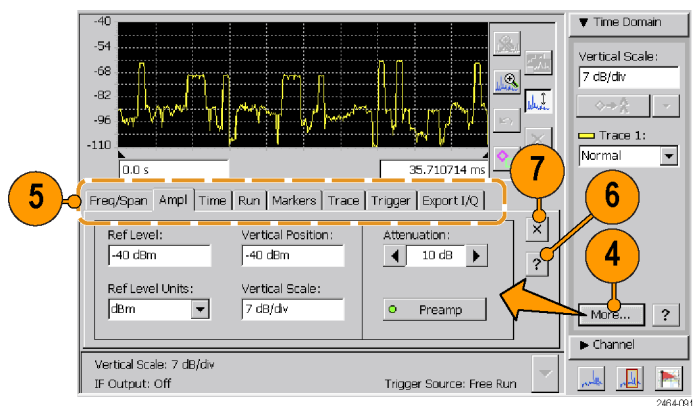 -40
-54
-68
-82
-96
-110
0.0 s
35.710714 ms
▼ Time Domain
Vertical Scale:
7 dB/div
Trace 1:
Normal
More...
?
► Channel
5
7
6
4
Freq/Span Ampl Time Run Markers Trace Trigger Export I/Q
Ref Level:
-40 dBm
Vertical Position:
-40 dBm
Attenuation:
10 dB
X
?
Ref Level Units:
dBm
Vertical Scale:
7 dB/div
Preamp
Vertical Scale: 7 dB/div
IF Output: Off
Trigger Source: Free Run
2464-091